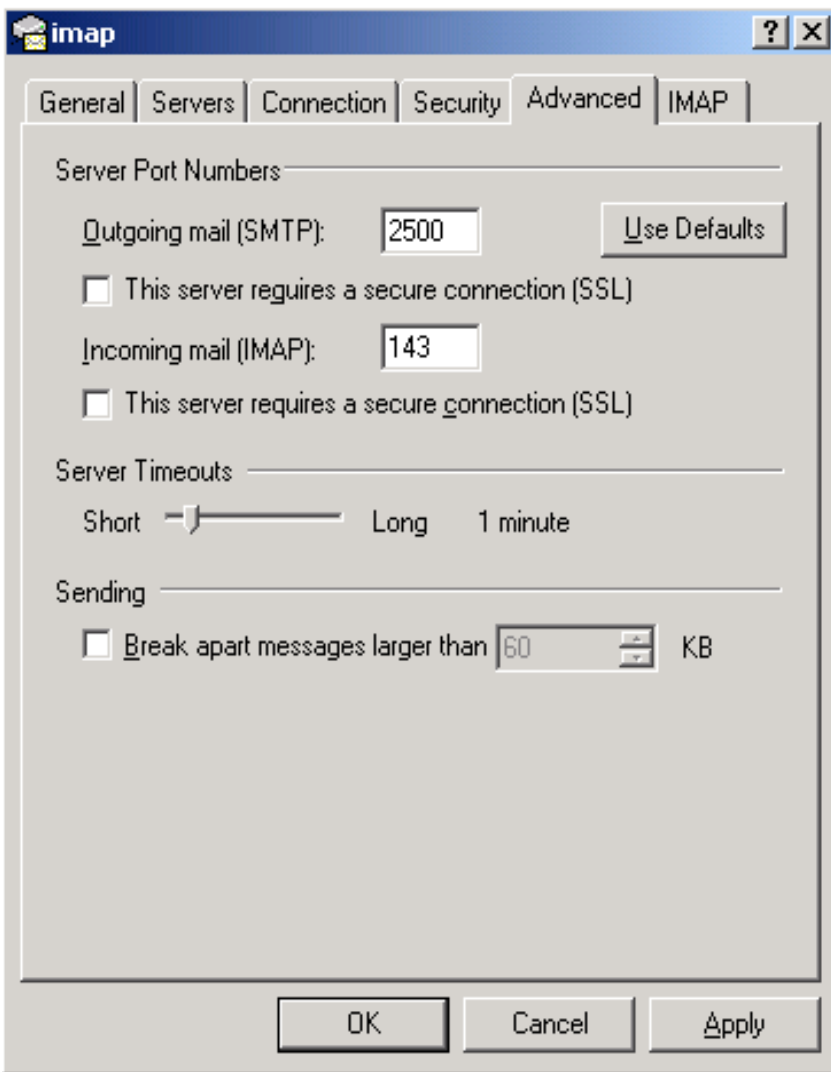 imap
General Servers Connection Security Advanced IMAP
Server Port Numbers
Outgoing mail (SMTP): 2500 Use Defaults
This server reguires a secure connection (SSL)
Incoming mail (IMAP): 143
This server requires a secure connection (SSL)
Server Timeouts
Short Long 1 minute
Sending
Break apart messages larger than 60 KB
OK Cancel Apply